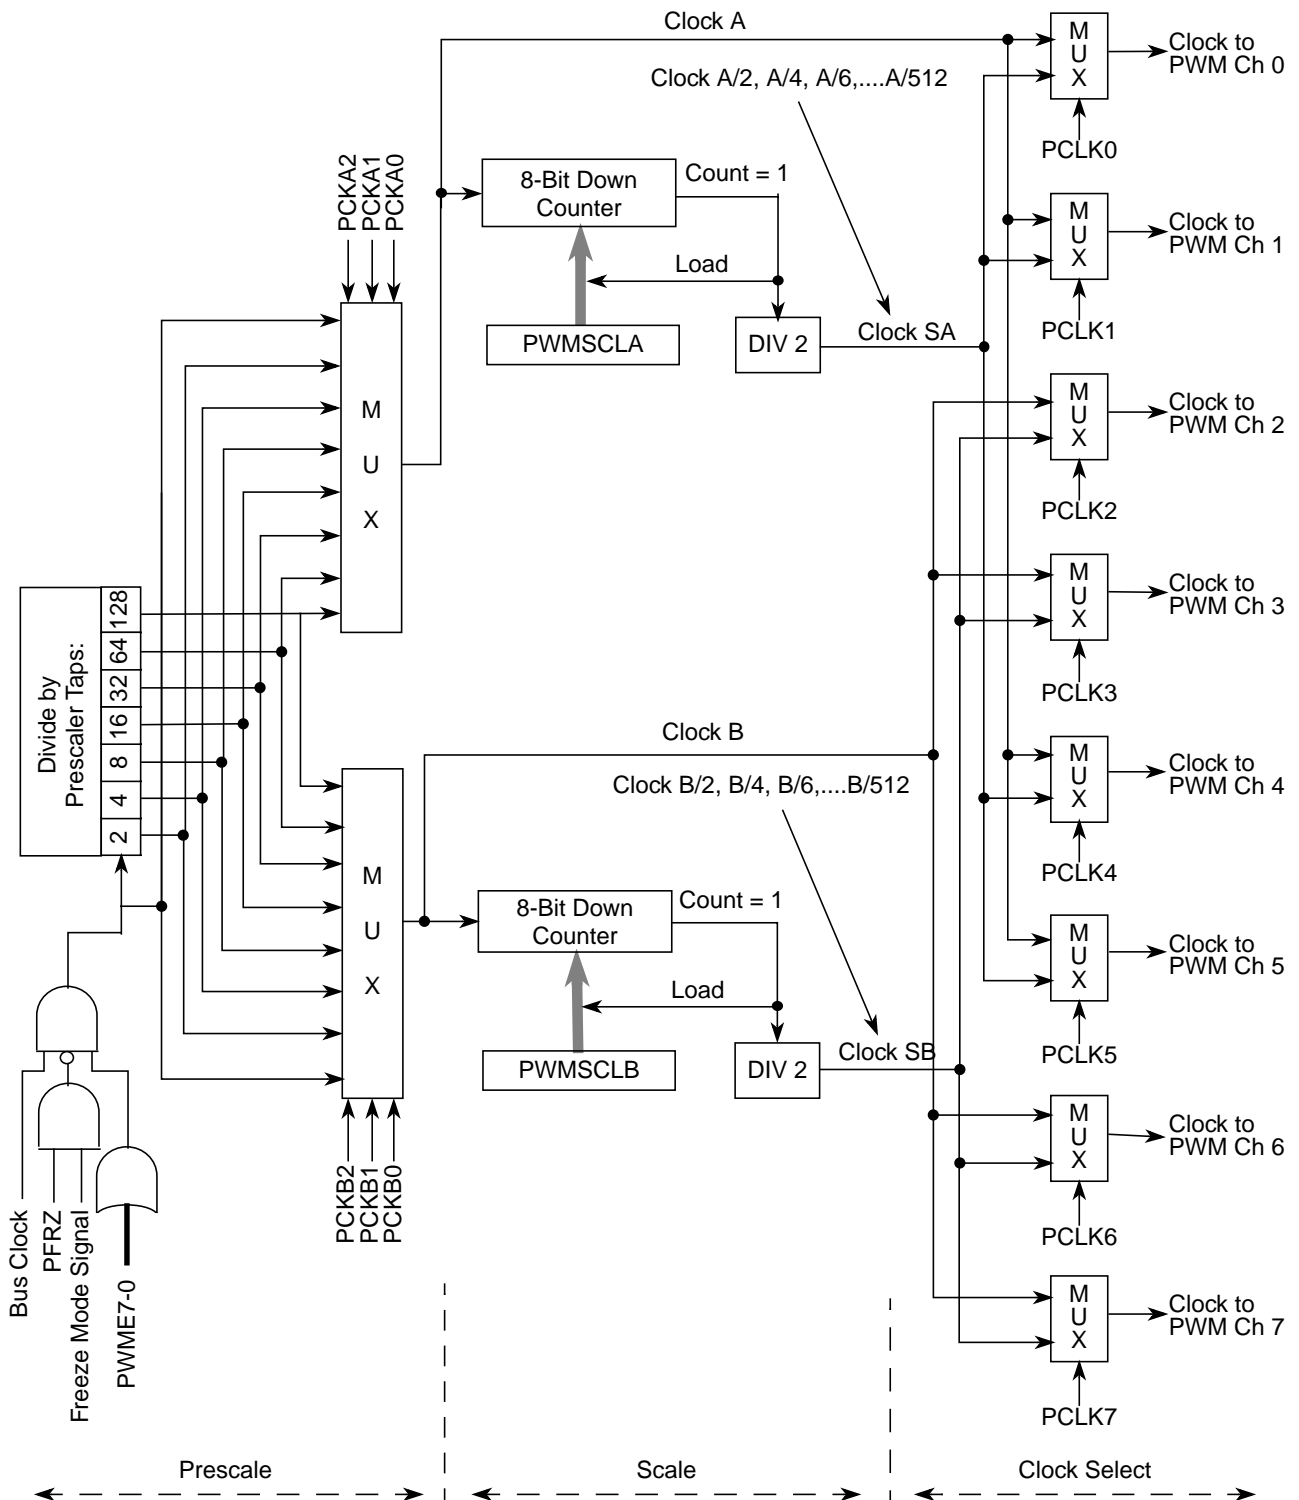 Clock A
Clock A/2, A/4, A/6,....A/512
PCKA2
PCKA1
PCKA0
8-Bit Down
Counter
Count = 1
Load
PWMSCLA
DIV 2
Clock SA
M
U
X
M
U
X
PCLK0
Clock to
PWM Ch 0
M
U
X
PCLK1
Clock to
PWM Ch 1
M
U
X
PCLK2
Clock to
PWM Ch 2
M
U
X
PCLK3
Clock to
PWM Ch 3
Divide by
Prescaler Taps:
128
64
32
16
8
4
2
Clock B
Clock B/2, B/4, B/6,....B/512
M
U
X
8-Bit Down
Counter
Count = 1
Load
PWMSCLB
DIV 2
Clock SB
PCKB2
PCKB1
PCKB0
M
U
X
PCLK4
Clock to
PWM Ch 4
M
U
X
PCLK5
Clock to
PWM Ch 5
M
U
X
PCLK6
Clock to
PWM Ch 6
M
U
X
PCLK7
Clock to
PWM Ch 7
Bus Clock
PFRZ
Freeze Mode Signal
PWME7-0
Prescale
Scale
Clock Select